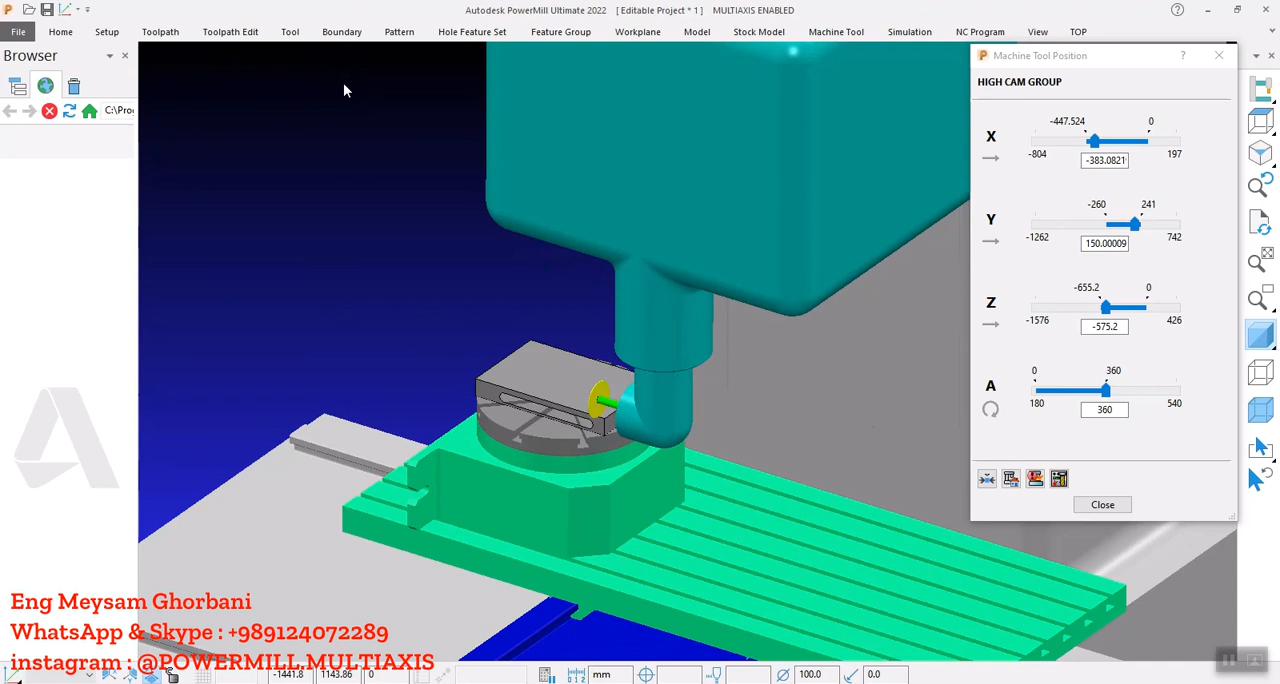 Autodesk PowerMill Ultimate 2022 [ Editable Project * 1 ] MULTIAXIS ENABLED
File Home Setup Toolpath Toolpath Edit Tool Boundary Pattern Hole Feature Set Feature Group Workplane Model Stock Model Machine Tool Simulation NC Program View TOP
Browser
C:\Pro
Machine Tool Position
HIGH CAM GROUP
-447.524 0
X
-804 197
-383.0821
-260 241
Y
-1262 742
150.00009
-655.2 0
Z
-1576 426
-575.2
0 360
A
180 540
360
Close
Eng Meysam Ghorbani
WhatsApp & Skype : +989124072289
instagram : @POWERMILL.MULTIAXIS
-1441.8 1143.86 0 mm 100.0 0.0